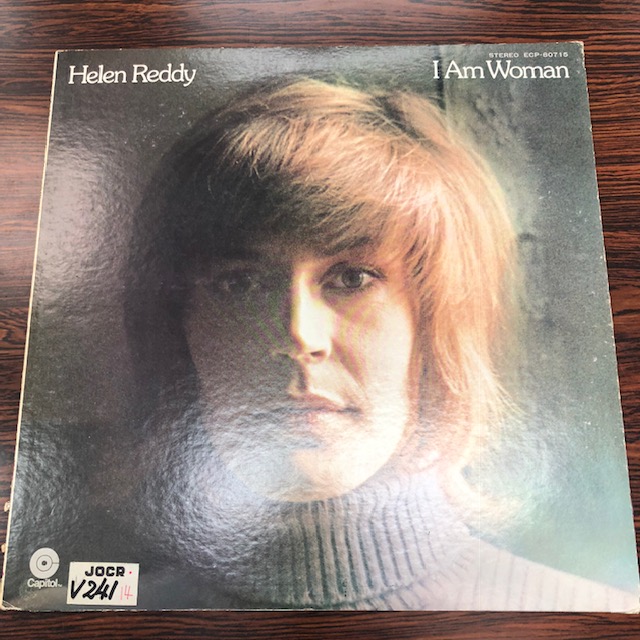 STEREO ECP-80715
Helen Reddy
I Am Woman
Capitol
JOCR·
V241 14